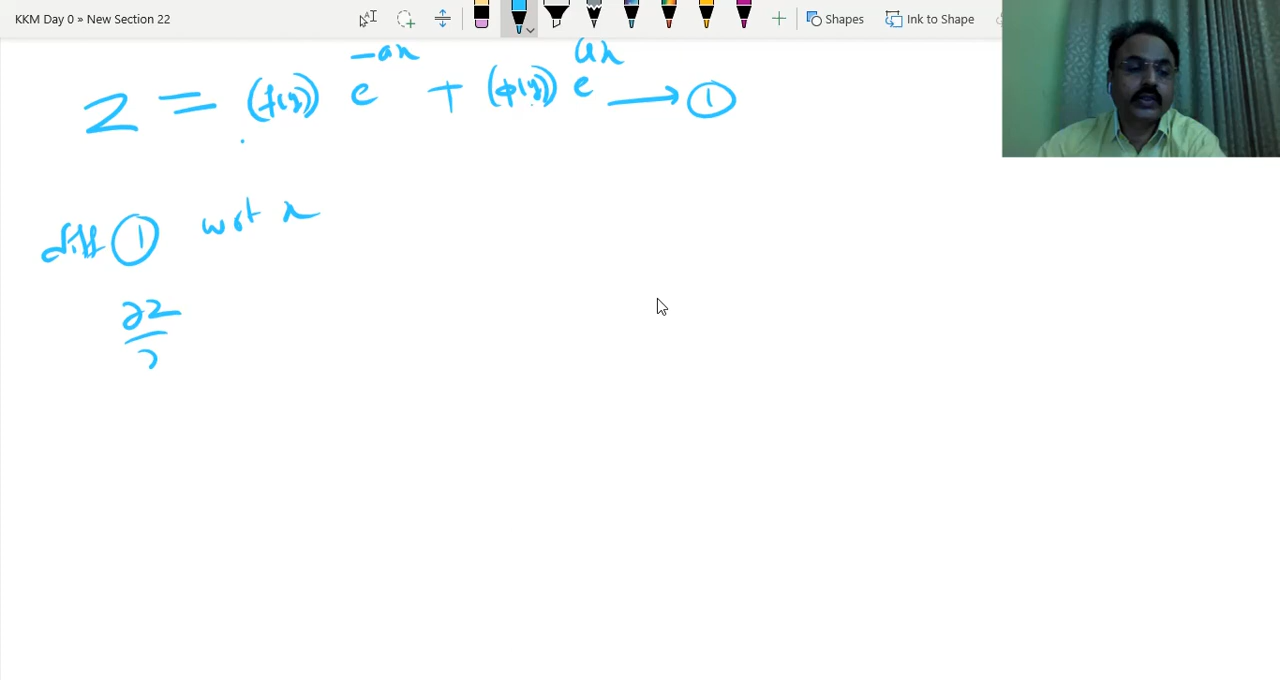 KKM Day 0 » New Section 22
Shapes
Ink to Shape
z = (f(y)) e^{-ax} + (φ(y)) e^{ax} → ①
diff ① wrt x
∂z